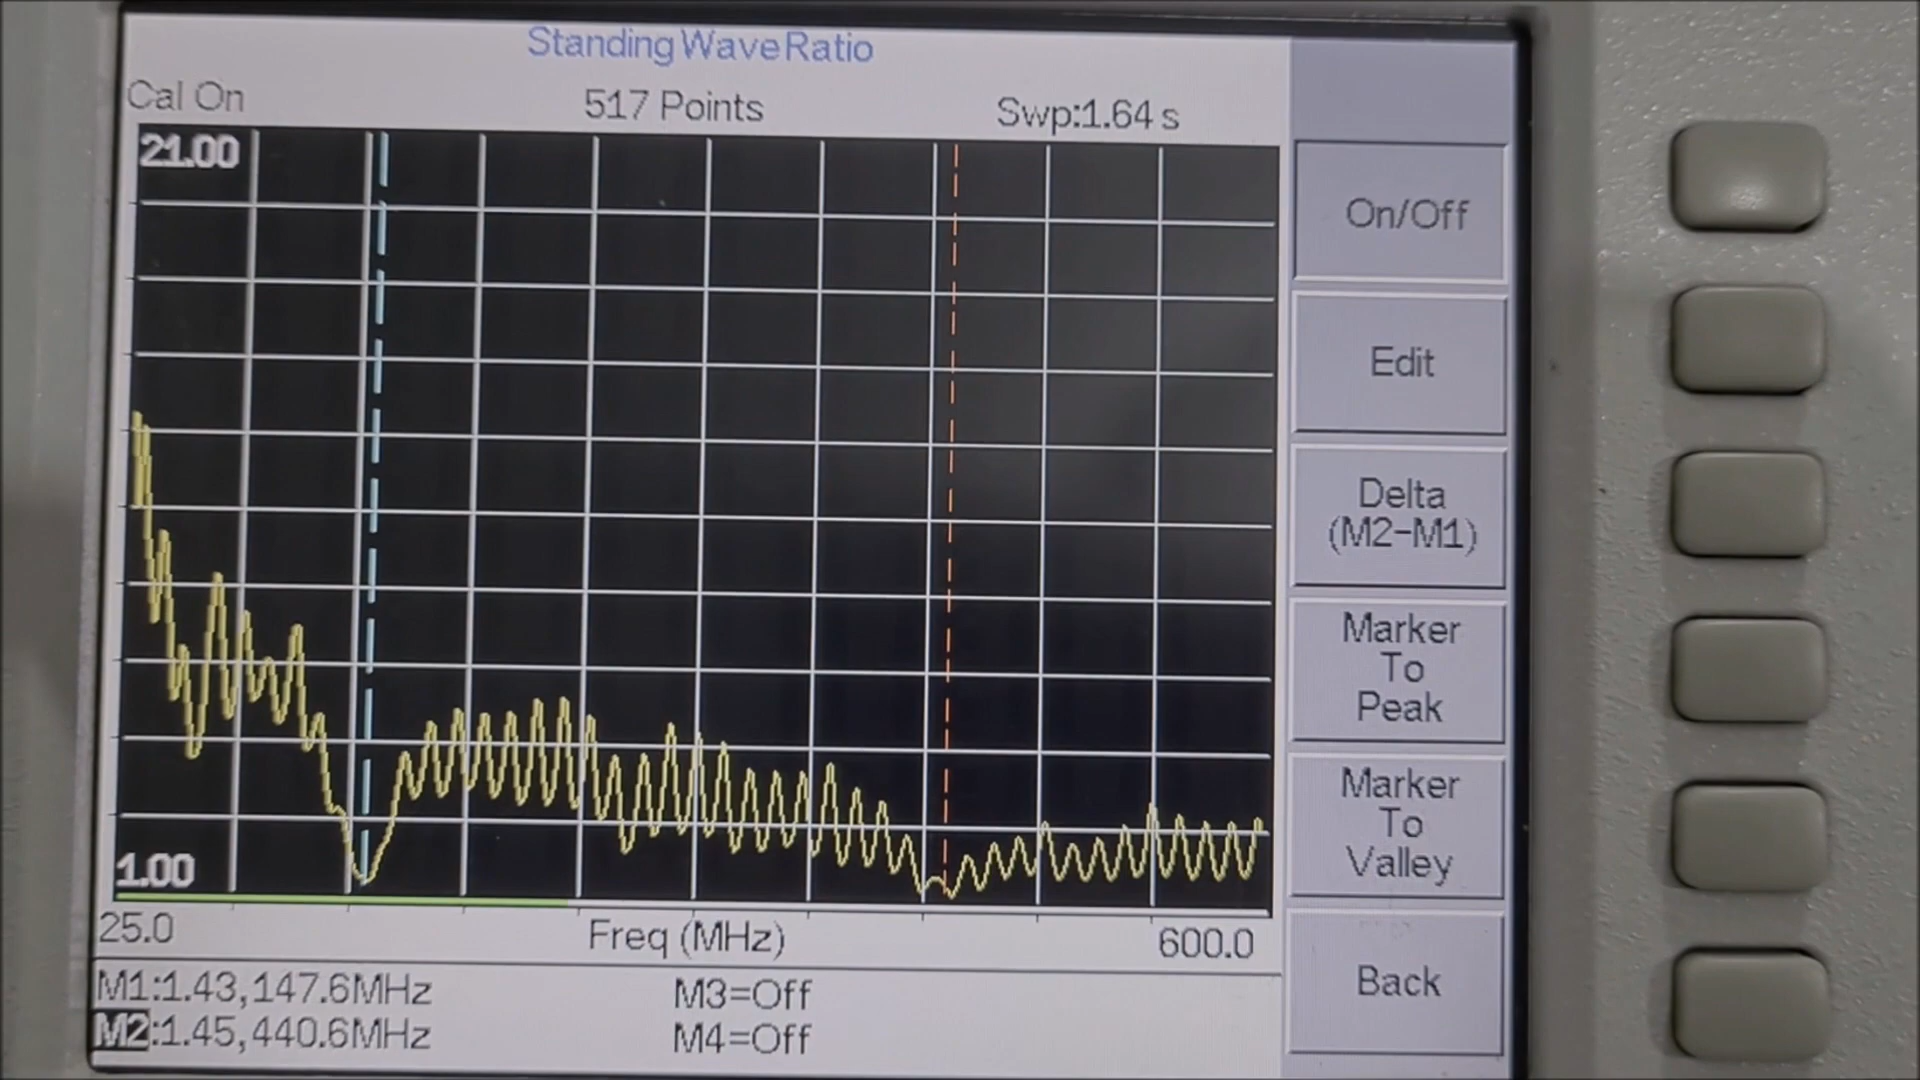 Standing Wave Ratio
Cal On
517 Points
Swp:1.64 s
21.00
1.00
25.0
Freq (MHz)
600.0
M1:1.43,147.6MHz
M3=Off
M2:1.45,440.6MHz
M4=Off
On/Off
Edit
Delta
(M2-M1)
Marker
To
Peak
Marker
To
Valley
Back